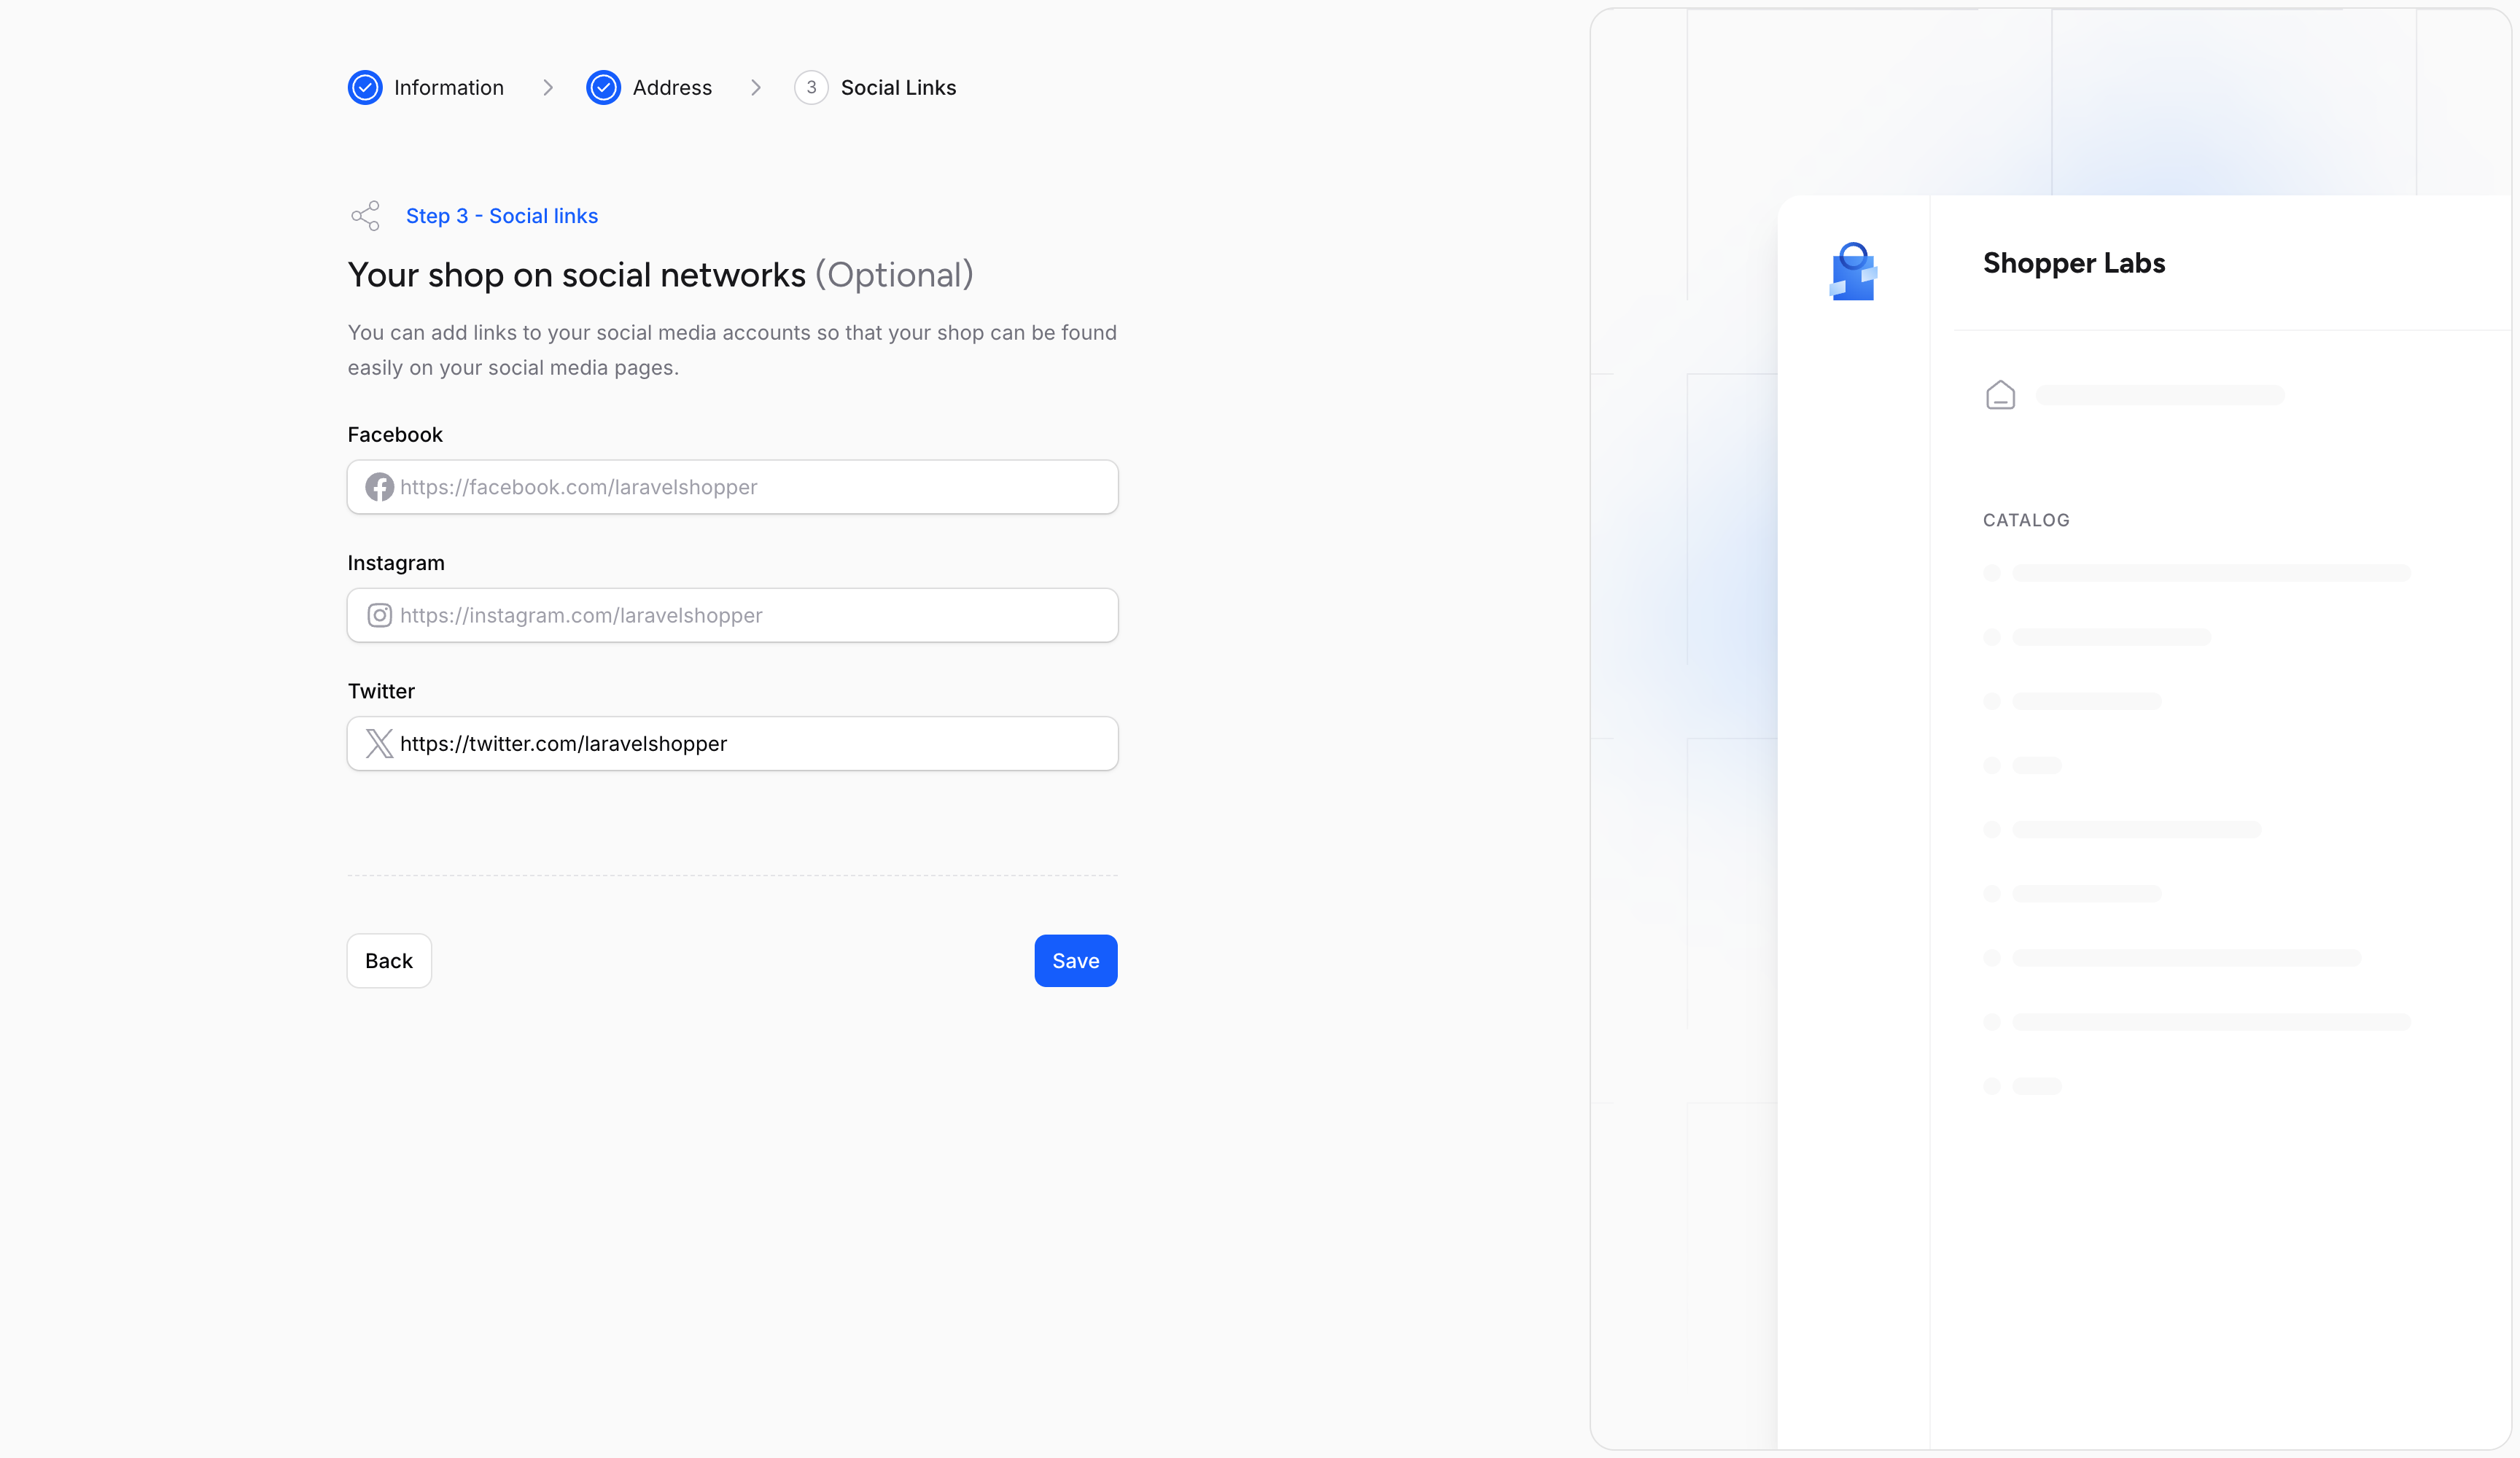 Information
Address
3 Social Links
Step 3 - Social links
Your shop on social networks (Optional)
You can add links to your social media accounts so that your shop can be found
easily on your social media pages.
Facebook
https://facebook.com/laravelshopper
Instagram
https://instagram.com/laravelshopper
Twitter
https://twitter.com/laravelshopper
Back
Save
Shopper Labs
CATALOG